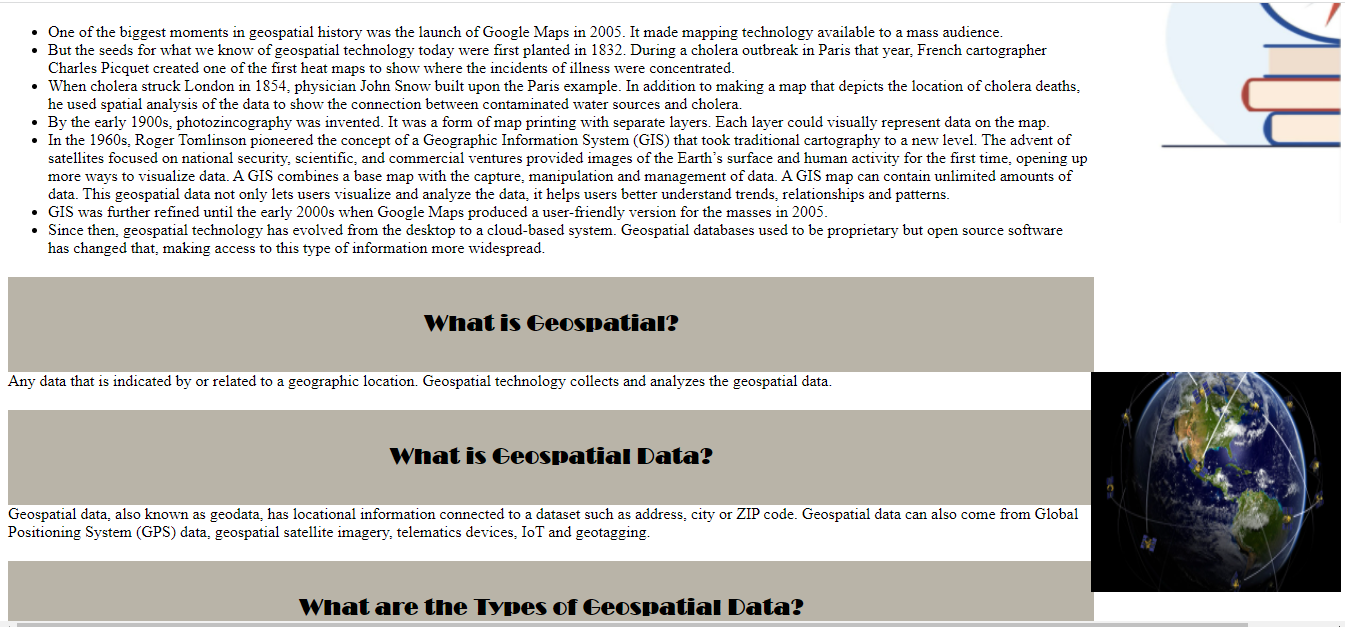 • One of the biggest moments in geospatial history was the launch of Google Maps in 2005. It made mapping technology available to a mass audience.
• But the seeds for what we know of geospatial technology today were first planted in 1832. During a cholera outbreak in Paris that year, French cartographer
Charles Picquet created one of the first heat maps to show where the incidents of illness were concentrated.
• When cholera struck London in 1854, physician John Snow built upon the Paris example. In addition to making a map that depicts the location of cholera deaths,
he used spatial analysis of the data to show the connection between contaminated water sources and cholera.
• By the early 1900s, photozincography was invented. It was a form of map printing with separate layers. Each layer could visually represent data on the map.
• In the 1960s, Roger Tomlinson pioneered the concept of a Geographic Information System (GIS) that took traditional cartography to a new level. The advent of
satellites focused on national security, scientific, and commercial ventures provided images of the Earth’s surface and human activity for the first time, opening up
more ways to visualize data. A GIS combines a base map with the capture, manipulation and management of data. A GIS map can contain unlimited amounts of
data. This geospatial data not only lets users visualize and analyze the data, it helps users better understand trends, relationships and patterns.
• GIS was further refined until the early 2000s when Google Maps produced a user-friendly version for the masses in 2005.
• Since then, geospatial technology has evolved from the desktop to a cloud-based system. Geospatial databases used to be proprietary but open source software
has changed that, making access to this type of information more widespread.
What is Geospatial?
Any data that is indicated by or related to a geographic location. Geospatial technology collects and analyzes the geospatial data.
What is Geospatial Data?
Geospatial data, also known as geodata, has locational information connected to a dataset such as address, city or ZIP code. Geospatial data can also come from Global
Positioning System (GPS) data, geospatial satellite imagery, telematics devices, IoT and geotagging.
What are the Types of Geospatial Data?